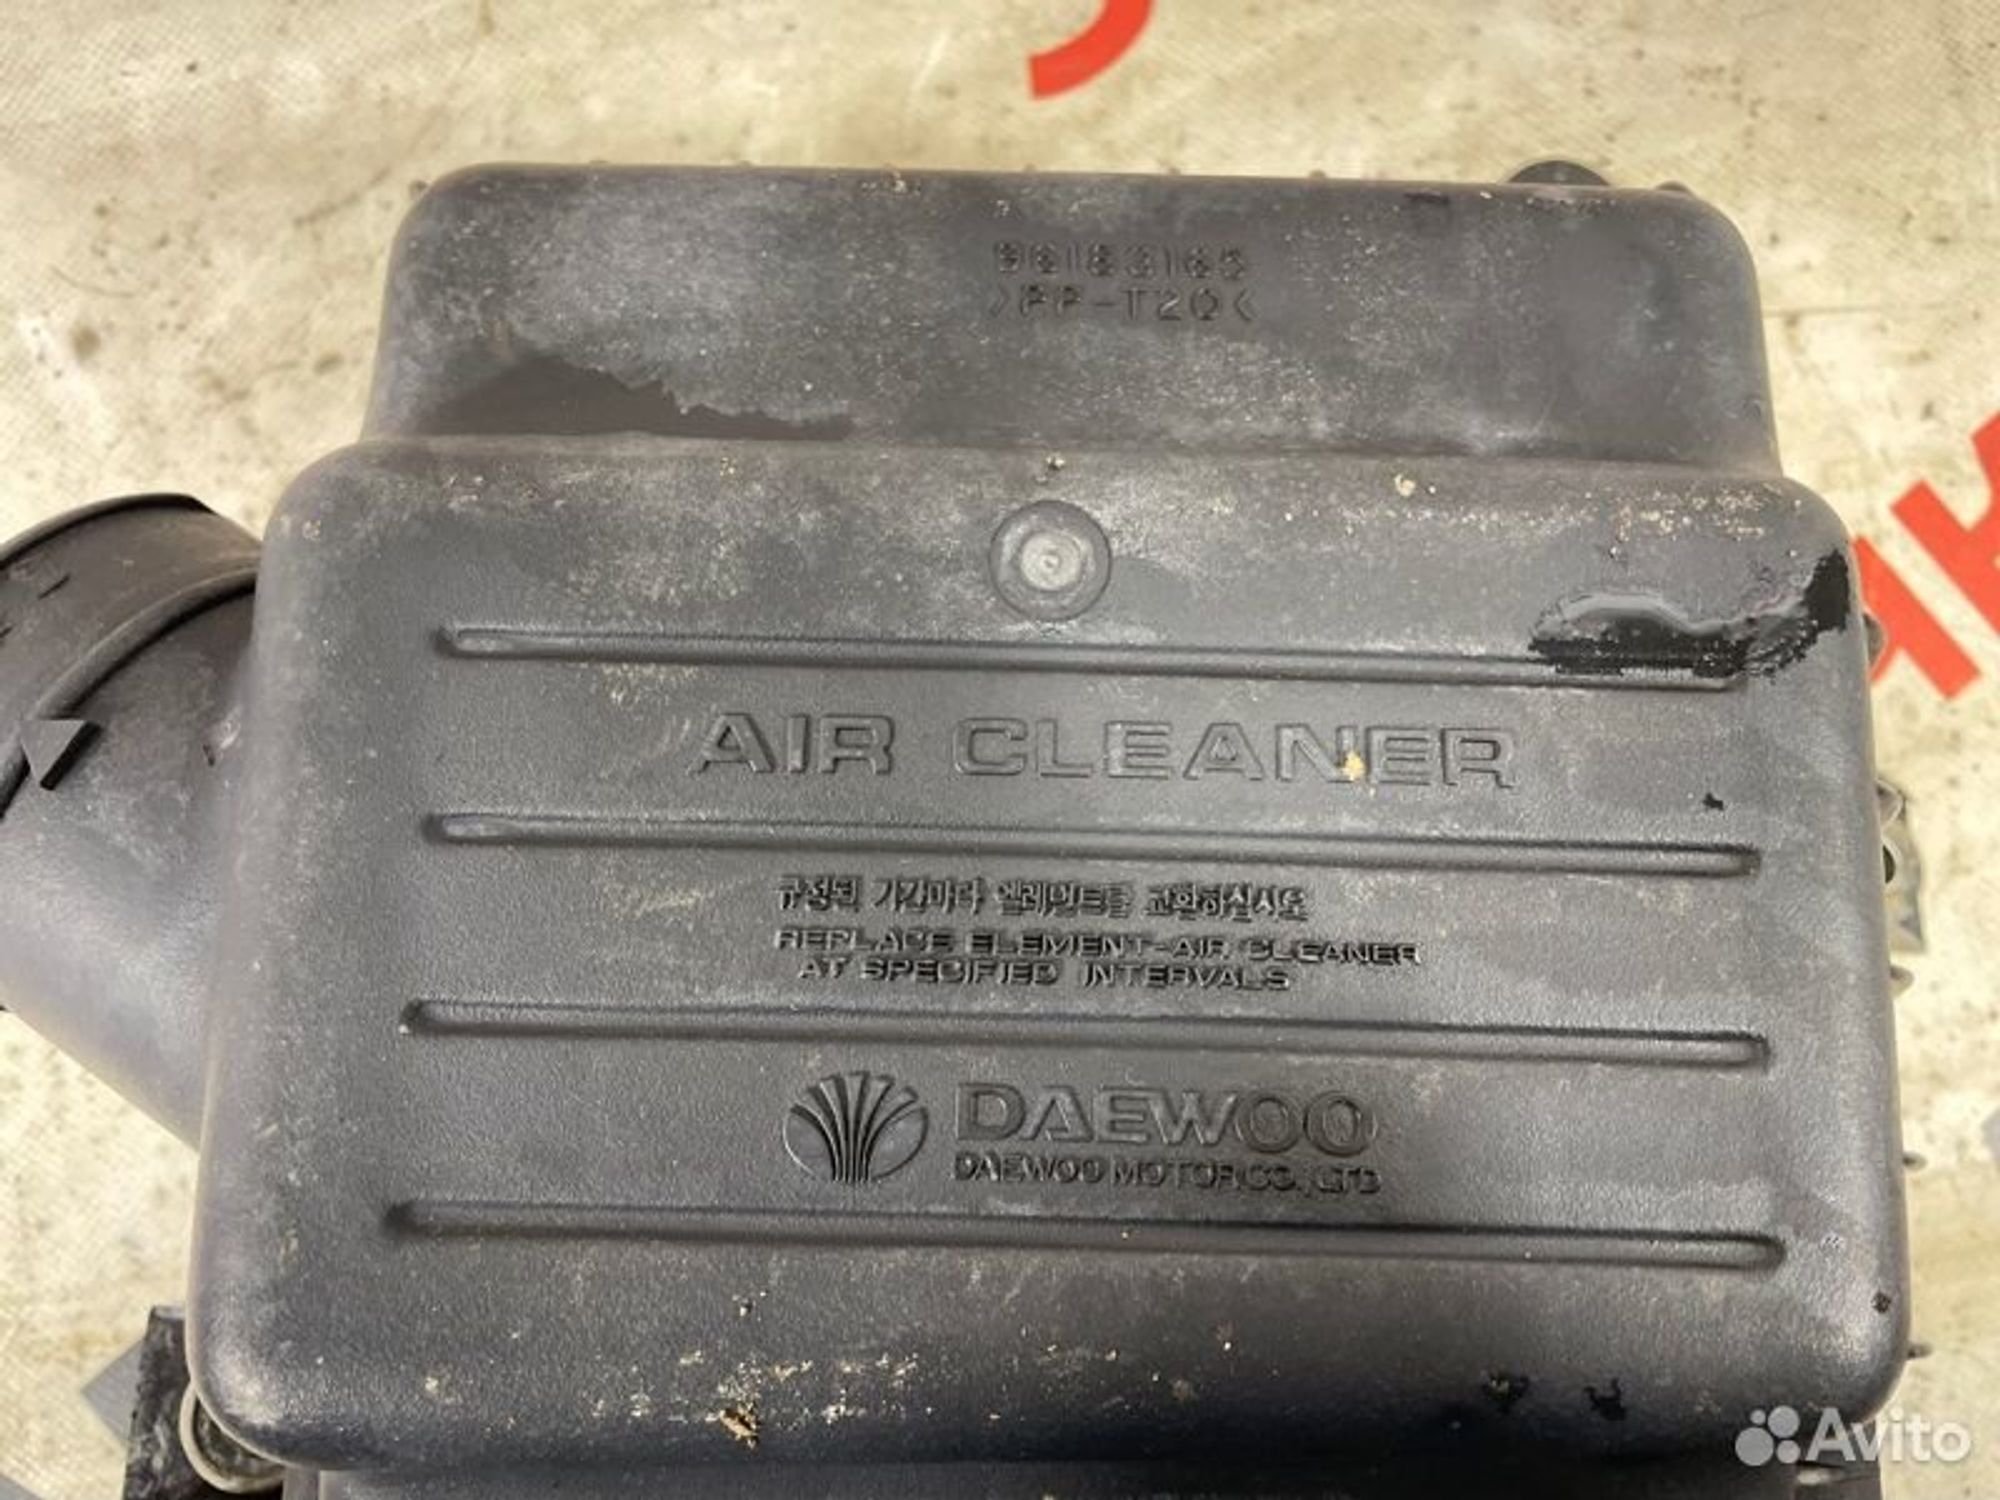 96183165
>PP-T20<
AIR CLEANER
규정된 기간마다 엘레멘트를 교환하십시오
REPLACE ELEMENT-AIR CLEANER
AT SPECIFIED INTERVALS
DAEWOO
DAEWOO MOTOR CO., LTD
Avito